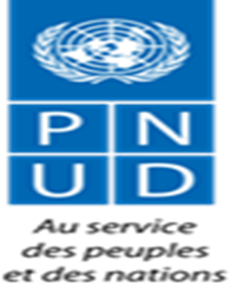 P N
U D
Au service
des peuples
et des nations